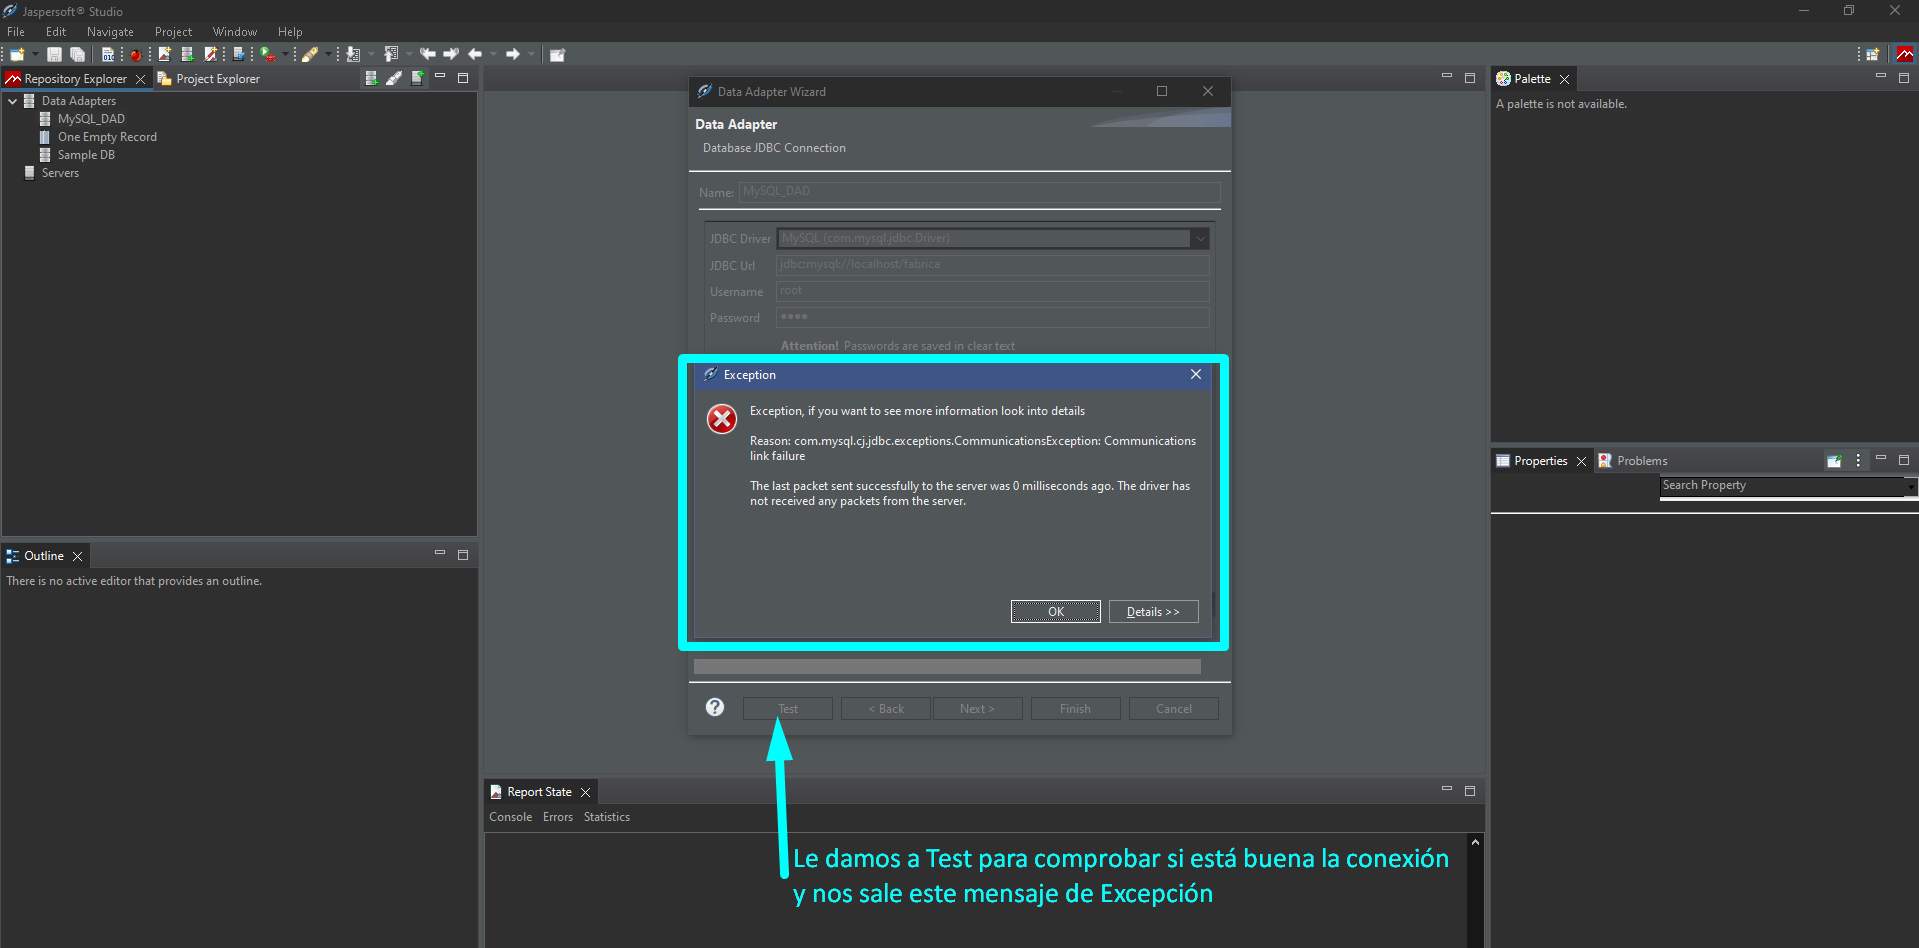 Jaspersoft® Studio
File Edit Navigate Project Window Help
Repository Explorer
Project Explorer
Data Adapters
MySQL_DAD
One Empty Record
Sample DB
Servers
Outline
There is no active editor that provides an outline.
Data Adapter Wizard
Data Adapter
Database JDBC Connection
Name: MySQL_DAD
JDBC Driver MySQL (com.mysql.jdbc.Driver)
JDBC Url jdbc:mysql://localhost/fabrica
Username root
Password ●●●●
Attention! Passwords are saved in clear text
Exception
Exception, if you want to see more information look into details
Reason: com.mysql.cj.jdbc.exceptions.CommunicationsException: Communications
link failure
The last packet sent successfully to the server was 0 milliseconds ago. The driver has
not received any packets from the server.
OK
Details >>
Test
< Back
Next >
Finish
Cancel
Report State
Console Errors Statistics
Le damos a Test para comprobar si está buena la conexión
y nos sale este mensaje de Excepción
Palette
A palette is not available.
Properties
Problems
Search Property